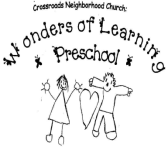 Crossroads Neighborhood Church:
Wonders of Learning
Preschool